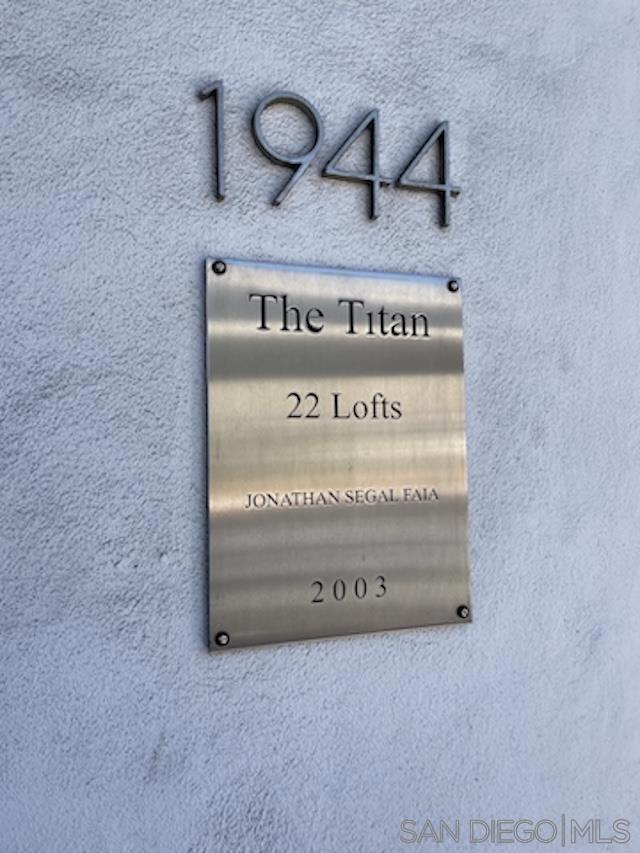 1944
The Titan
22 Lofts
JONATHAN SEGAL FAIA
2003
SAN DIEGO|MLS